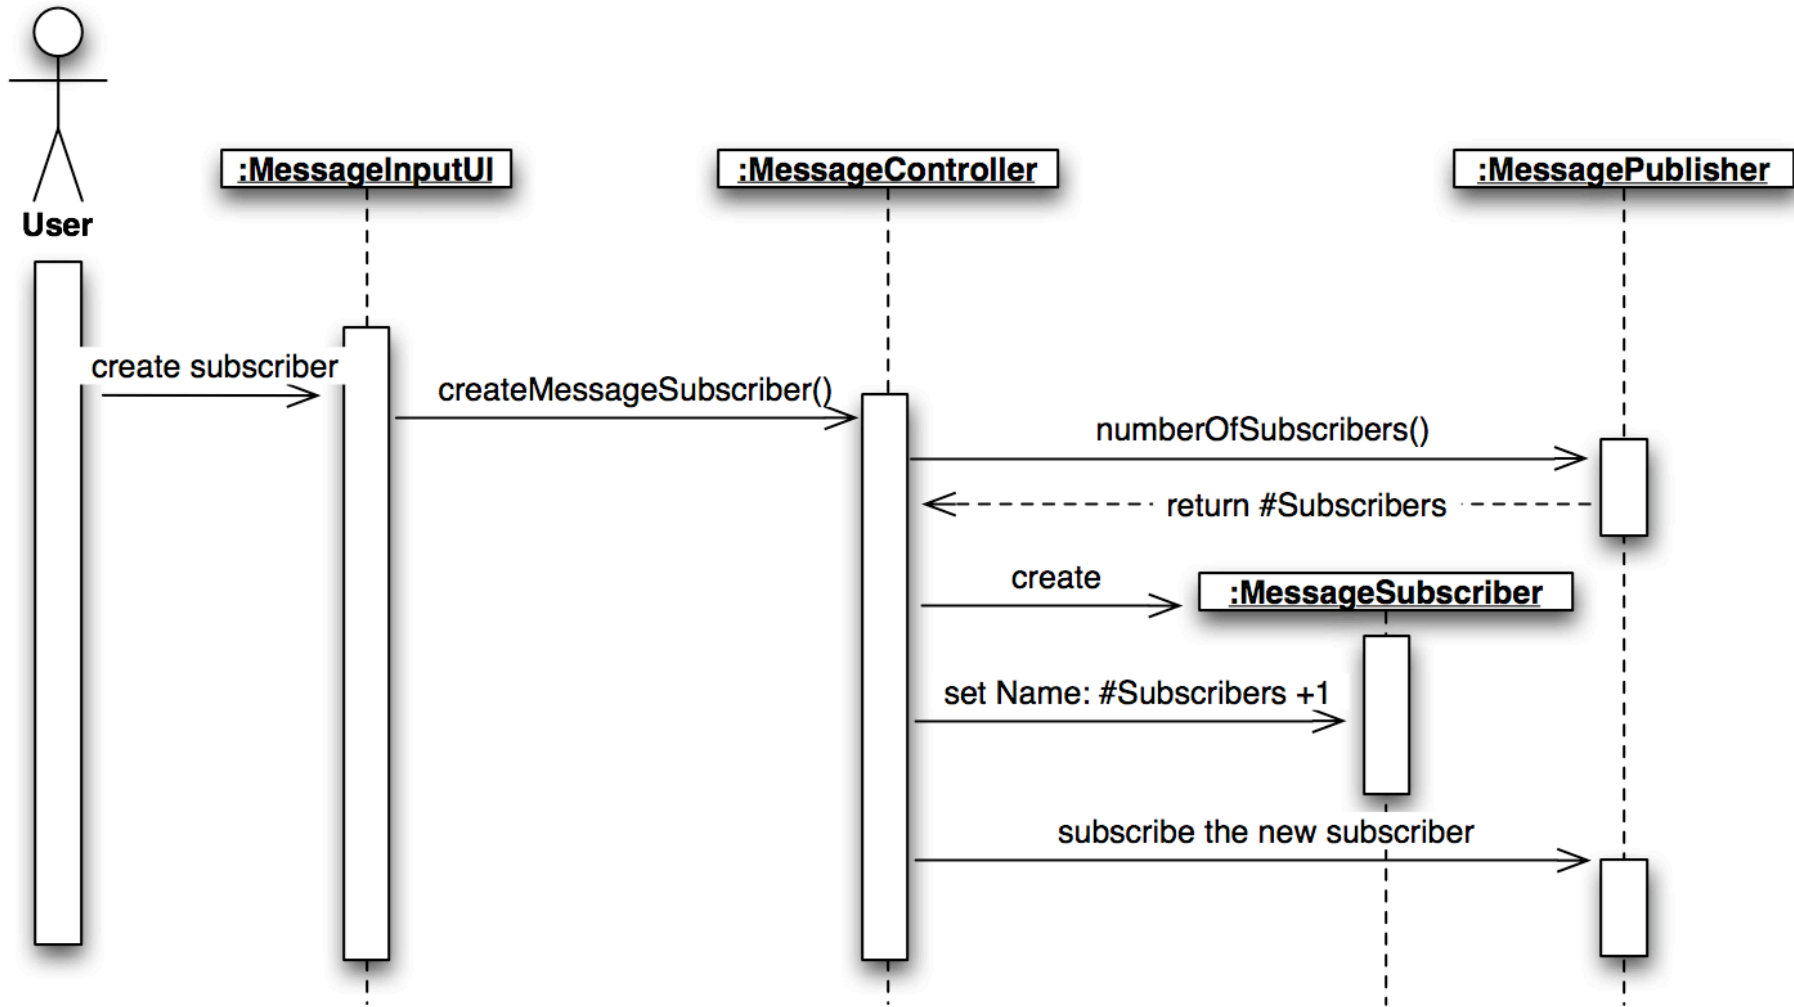 :MessageInputUI
:MessageController
:MessagePublisher
User
create subscriber
createMessageSubscriber()
numberOfSubscribers()
return #Subscribers
create
:MessageSubscriber
set Name: #Subscribers +1
subscribe the new subscriber